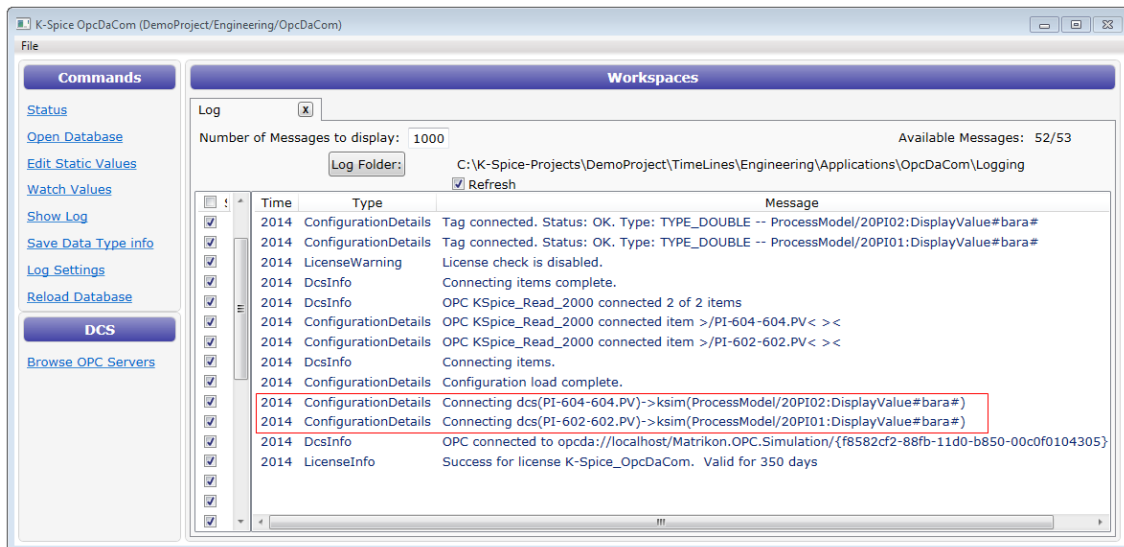 K-Spice OpcDaCom (DemoProject/Engineering/OpcDaCom)
File
Commands
Status
Open Database
Edit Static Values
Watch Values
Show Log
Save Data Type info
Log Settings
Reload Database
DCS
Browse OPC Servers
Workspaces
Log
Number of Messages to display: 1000 Available Messages: 52/53
Log Folder: C:\K-Spice-Projects\DemoProject\TimeLines\Engineering\Applications\OpcDaCom\Logging
Refresh
Time Type Message
2014 ConfigurationDetails Tag connected. Status: OK. Type: TYPE_DOUBLE -- ProcessModel/20PI02:DisplayValue#bara#
2014 ConfigurationDetails Tag connected. Status: OK. Type: TYPE_DOUBLE -- ProcessModel/20PI01:DisplayValue#bara#
2014 LicenseWarning License check is disabled.
2014 DcsInfo Connecting items complete.
2014 DcsInfo OPC KSpice_Read_2000 connected 2 of 2 items
2014 ConfigurationDetails OPC KSpice_Read_2000 connected item >/PI-604-604.PV< ><
2014 ConfigurationDetails OPC KSpice_Read_2000 connected item >/PI-602-602.PV< ><
2014 DcsInfo Connecting items.
2014 ConfigurationDetails Configuration load complete.
2014 ConfigurationDetails Connecting dcs(PI-604-604.PV)->ksim(ProcessModel/20PI02:DisplayValue#bara#)
2014 ConfigurationDetails Connecting dcs(PI-602-602.PV)->ksim(ProcessModel/20PI01:DisplayValue#bara#)
2014 DcsInfo OPC connected to opcda://localhost/Matrikon.OPC.Simulation/{f8582cf2-88fb-11d0-b850-00c0f0104305}
2014 LicenseInfo Success for license K-Spice_OpcDaCom. Valid for 350 days